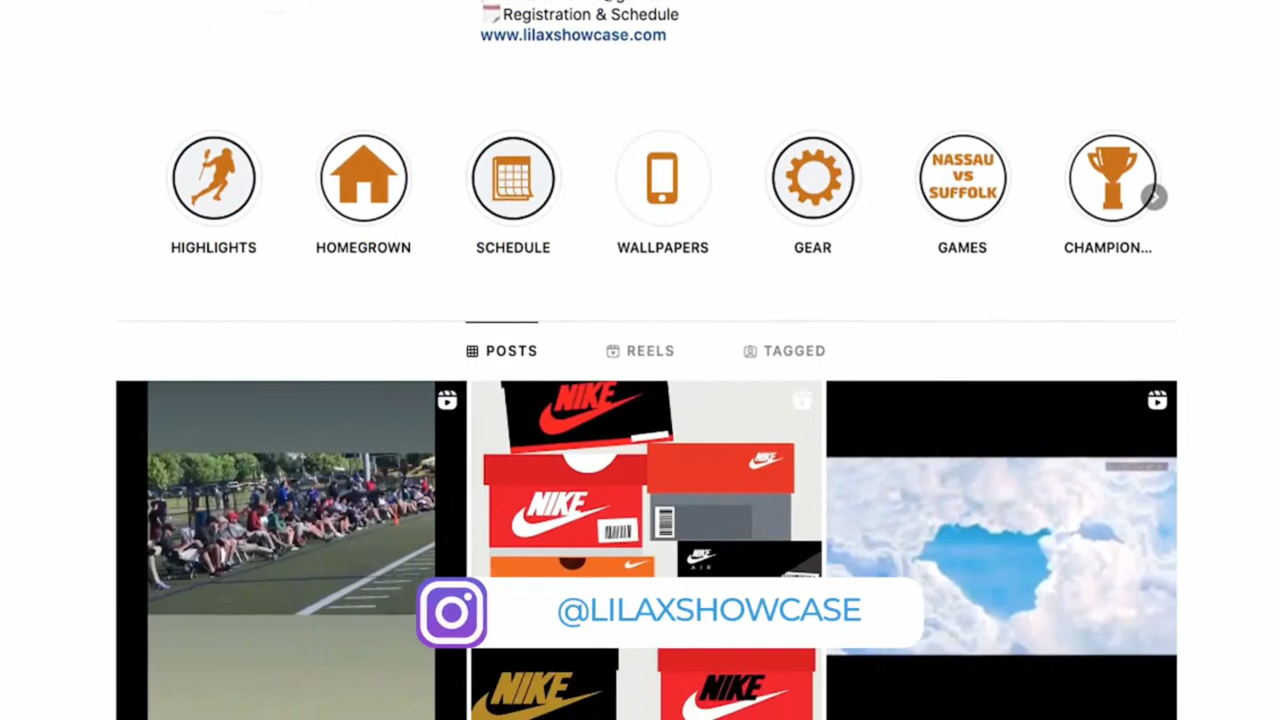 Registration & Schedule
www.lilaxshowcase.com
NASSAU
VS
SUFFOLK
HIGHLIGHTS
HOMEGROWN
SCHEDULE
WALLPAPERS
GEAR
GAMES
CHAMPION...
POSTS
REELS
TAGGED
NIKE
NIKE
NIKE
NIKE
AIR
@LILAXSHOWCASE
NIKE
NIKE